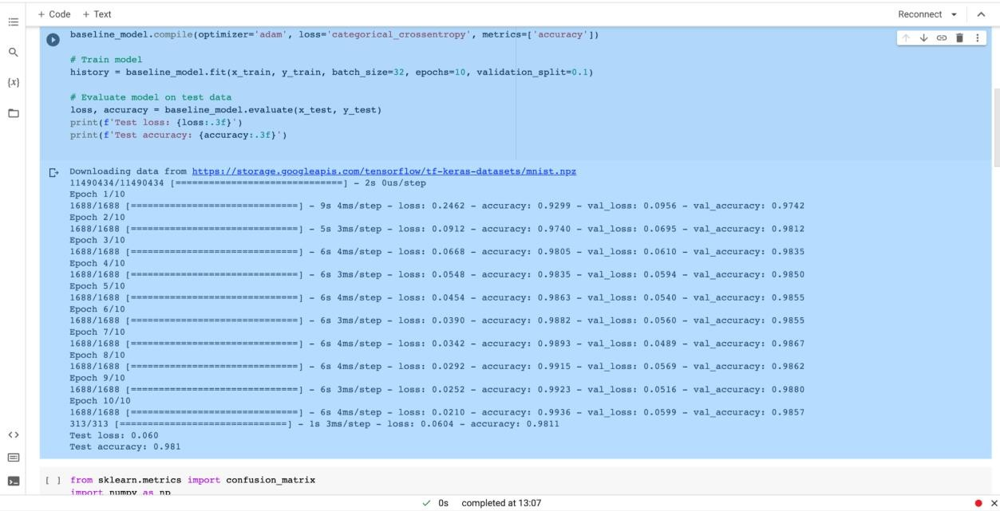 + Code + Text Reconnect
baseline_model.compile(optimizer='adam', loss='categorical_crossentropy', metrics=['accuracy'])
# Train model
history = baseline_model.fit(x_train, y_train, batch_size=32, epochs=10, validation_split=0.1)
# Evaluate model on test data
loss, accuracy = baseline_model.evaluate(x_test, y_test)
print(f'Test loss: {loss:.3f}')
print(f'Test accuracy: {accuracy:.3f}')
Downloading data from https://storage.googleapis.com/tensorflow/tf-keras-datasets/mnist.npz
11490434/11490434 [==============================] - 2s 0us/step
Epoch 1/10
1688/1688 [==============================] - 9s 4ms/step - loss: 0.2462 - accuracy: 0.9299 - val_loss: 0.0956 - val_accuracy: 0.9742
Epoch 2/10
1688/1688 [==============================] - 5s 3ms/step - loss: 0.0912 - accuracy: 0.9740 - val_loss: 0.0695 - val_accuracy: 0.9812
Epoch 3/10
1688/1688 [==============================] - 6s 4ms/step - loss: 0.0668 - accuracy: 0.9805 - val_loss: 0.0610 - val_accuracy: 0.9835
Epoch 4/10
1688/1688 [==============================] - 6s 3ms/step - loss: 0.0548 - accuracy: 0.9835 - val_loss: 0.0594 - val_accuracy: 0.9850
Epoch 5/10
1688/1688 [==============================] - 6s 4ms/step - loss: 0.0454 - accuracy: 0.9863 - val_loss: 0.0540 - val_accuracy: 0.9855
Epoch 6/10
1688/1688 [==============================] - 6s 3ms/step - loss: 0.0390 - accuracy: 0.9882 - val_loss: 0.0560 - val_accuracy: 0.9855
Epoch 7/10
1688/1688 [==============================] - 6s 4ms/step - loss: 0.0342 - accuracy: 0.9893 - val_loss: 0.0489 - val_accuracy: 0.9867
Epoch 8/10
1688/1688 [==============================] - 6s 4ms/step - loss: 0.0292 - accuracy: 0.9915 - val_loss: 0.0569 - val_accuracy: 0.9862
Epoch 9/10
1688/1688 [==============================] - 6s 3ms/step - loss: 0.0252 - accuracy: 0.9923 - val_loss: 0.0516 - val_accuracy: 0.9880
Epoch 10/10
1688/1688 [==============================] - 6s 4ms/step - loss: 0.0210 - accuracy: 0.9936 - val_loss: 0.0599 - val_accuracy: 0.9857
313/313 [==============================] - 1s 3ms/step - loss: 0.0604 - accuracy: 0.9811
Test loss: 0.060
Test accuracy: 0.981
[ ] from sklearn.metrics import confusion_matrix
import numpy as np
0s completed at 13:07